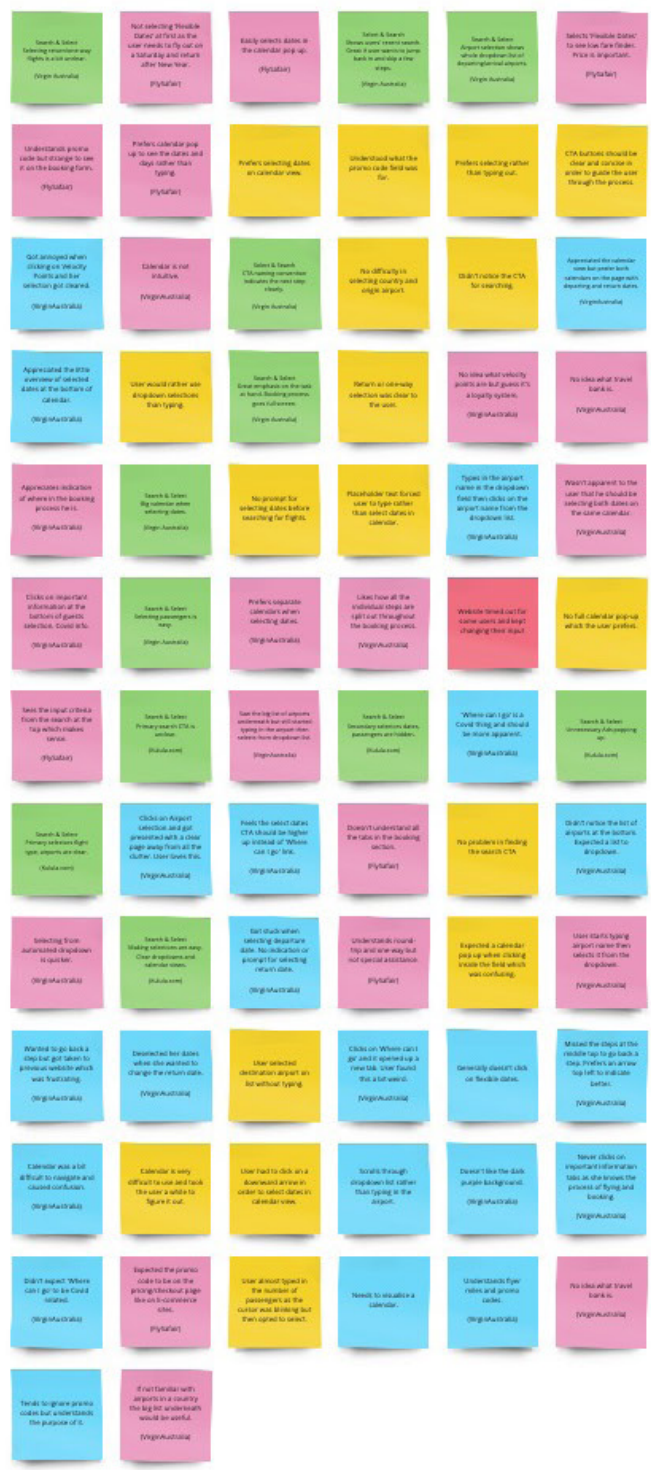 Search & Select
Selecting return/one way
flights is a bit unclear.
(Virgin Australia)
Not selecting 'Flexible
Dates' at first as the
user needs to fly out on
a Saturday and return
after New Year.
(FlySafair)
Easily selects dates in
the calendar pop up.
(FlySafair)
Search & Select
Shows users' recent search.
Great if user wants to jump
back in and skip a few
steps.
(Virgin Australia)
Search & Select
Airport selection shows
whole dropdown list of
departing/arrival airports.
(Virgin Australia)
Selects 'Flexible Dates'
to see low fare finder.
Price is important.
(FlySafair)
Understands promo
code but strange to see
it on the booking form.
(FlySafair)
Prefers calendar pop
up to see the dates and
days rather than
typing.
(FlySafair)
Prefers selecting dates
on calendar view.
Understood what the
promo code field was
for.
Prefers selecting rather
than typing out.
CTA buttons should be
clear and concise in
order to guide the user
through the process.
Got annoyed when
clicking on Velocity
Points and her
selection got cleared.
(VirginAustralia)
Calendar is not
intuitive.
(VirginAustralia)
Select & Search
CTA naming convention
indicates the next step
clearly.
(Virgin Australia)
No difficulty in
selecting country and
origin airport.
Didn't notice the CTA
for searching.
Appreciated the calendar
view but prefer both
calendars on the page with
departing and return dates.
(VirginAustralia)
Appreciated the little
overview of selected
dates at the bottom of
calendar.
(VirginAustralia)
User would rather use
dropdown selections
than typing.
Search & Select
Great emphasis on the task
at hand. Booking process
goes full screen.
(Virgin Australia)
Return or one-way
selection was clear to
the user.
No idea what velocity
points are but guess it's
a loyalty system.
(VirginAustralia)
No idea what travel
bank is.
(VirginAustralia)
Appreciates indication
of where in the booking
process he is.
(VirginAustralia)
Search & Select
Big calendar when
selecting dates.
(Virgin Australia)
No prompt for
selecting dates before
searching for flights.
Placeholder text forced
user to type rather
than select dates in
calendar.
Types in the airport
name in the dropdown
field then clicks on the
airport name from the
dropdown list.
(VirginAustralia)
Wasn't apparent to the
user that he should be
selecting both dates on
the same calendar.
(VirginAustralia)
Clicks on important
information at the
bottom of guests
selection. Covid info.
(VirginAustralia)
Search & Select
Selecting passengers is
easy.
(Virgin Australia)
Prefers separate
calendars when
selecting dates.
(VirginAustralia)
Likes how all the
individual steps are
split out throughout
the booking process.
(VirginAustralia)
Website timed out for
some users and kept
changing their input.
No full calendar pop-up
which the user prefers.
Sees the input criteria
from the search at the
top which makes
sense.
(FlySafair)
Search & Select
Primary search CTA is
unclear.
(Kulula.com)
Saw the big list of airports
underneath but still started
typing in the airport then
selects from dropdown list.
(VirginAustralia)
Search & Select
Secondary selections dates,
passengers are hidden.
(Kulula.com)
'Where can I go' is a
Covid thing and should
be more apparent.
(VirginAustralia)
Search & Select
Unnecessary Ads popping
up.
(Kulula.com)
Search & Select
Primary selectors flight
type, airports are clear.
(Kulula.com)
Clicks on Airport
selection and got
presented with a clear
page away from all the
clutter. User lives this.
(VirginAustralia)
Feels the select dates
CTA should be higher
up instead of 'Where
can I go' link.
(VirginAustralia)
Doesn't understand all
the tabs in the booking
section.
(FlySafair)
No problem in finding
the search CTA
Didn't notice the list of
airports at the bottom.
Expected a list to
dropdown.
(VirginAustralia)
Selecting from
automated dropdown
is quicker.
(VirginAustralia)
Search & Select
Making selections are easy.
Clear dropdowns and
calendar views.
(Kulula.com)
Got stuck when
selecting departure
date. No indication or
prompt for selecting
return date.
(VirginAustralia)
Understands round-
trip and one-way but
not special assistance.
(FlySafair)
Expected a calendar
pop up when clicking
inside the field which
was confusing.
User starts typing
airport name then
selects it from the
dropdown.
(VirginAustralia)
Wanted to go back a
step but got taken to
previous website which
was frustrating.
(VirginAustralia)
Deselected her dates
when she wanted to
change the return date.
(VirginAustralia)
User selected
destination airport on
list without typing.
Clicks on 'Where can I
go' and it opened up a
new tab. User found
this a bit weird.
(VirginAustralia)
Generally doesn't click
on flexible dates.
Missed the steps at the
middle top to go back a
step. Prefers an arrow
top left to indicate
better.
(VirginAustralia)
Calendar was a bit
difficult to navigate and
caused confusion.
(VirginAustralia)
Calendar is very
difficult to use and took
the user a while to
figure it out.
User had to click on a
downward arrow in
order to select dates in
calendar view.
Scrolls through
dropdown list rather
than typing in the
airport.
Doesn't like the dark
purple background.
(VirginAustralia)
Never clicks on
important information
tabs as she knows the
process of flying and
booking.
(VirginAustralia)
Didn't expect 'Where
can I go' to be Covid
related.
(VirginAustralia)
Expected the promo
code to be on the
pricing/checkout page
like on E-commerce
sites.
(FlySafair)
User almost typed in
the number of
passengers as the
cursor was blinking but
then opted to select.
Needs to visualise a
calendar.
Understands flyer
miles and promo
codes.
(VirginAustralia)
No idea what travel
bank is.
(VirginAustralia)
Tends to ignore promo
codes but understands
the purpose of it.
If not familiar with
airports in a country
the big list underneath
would be useful.
(VirginAustralia)